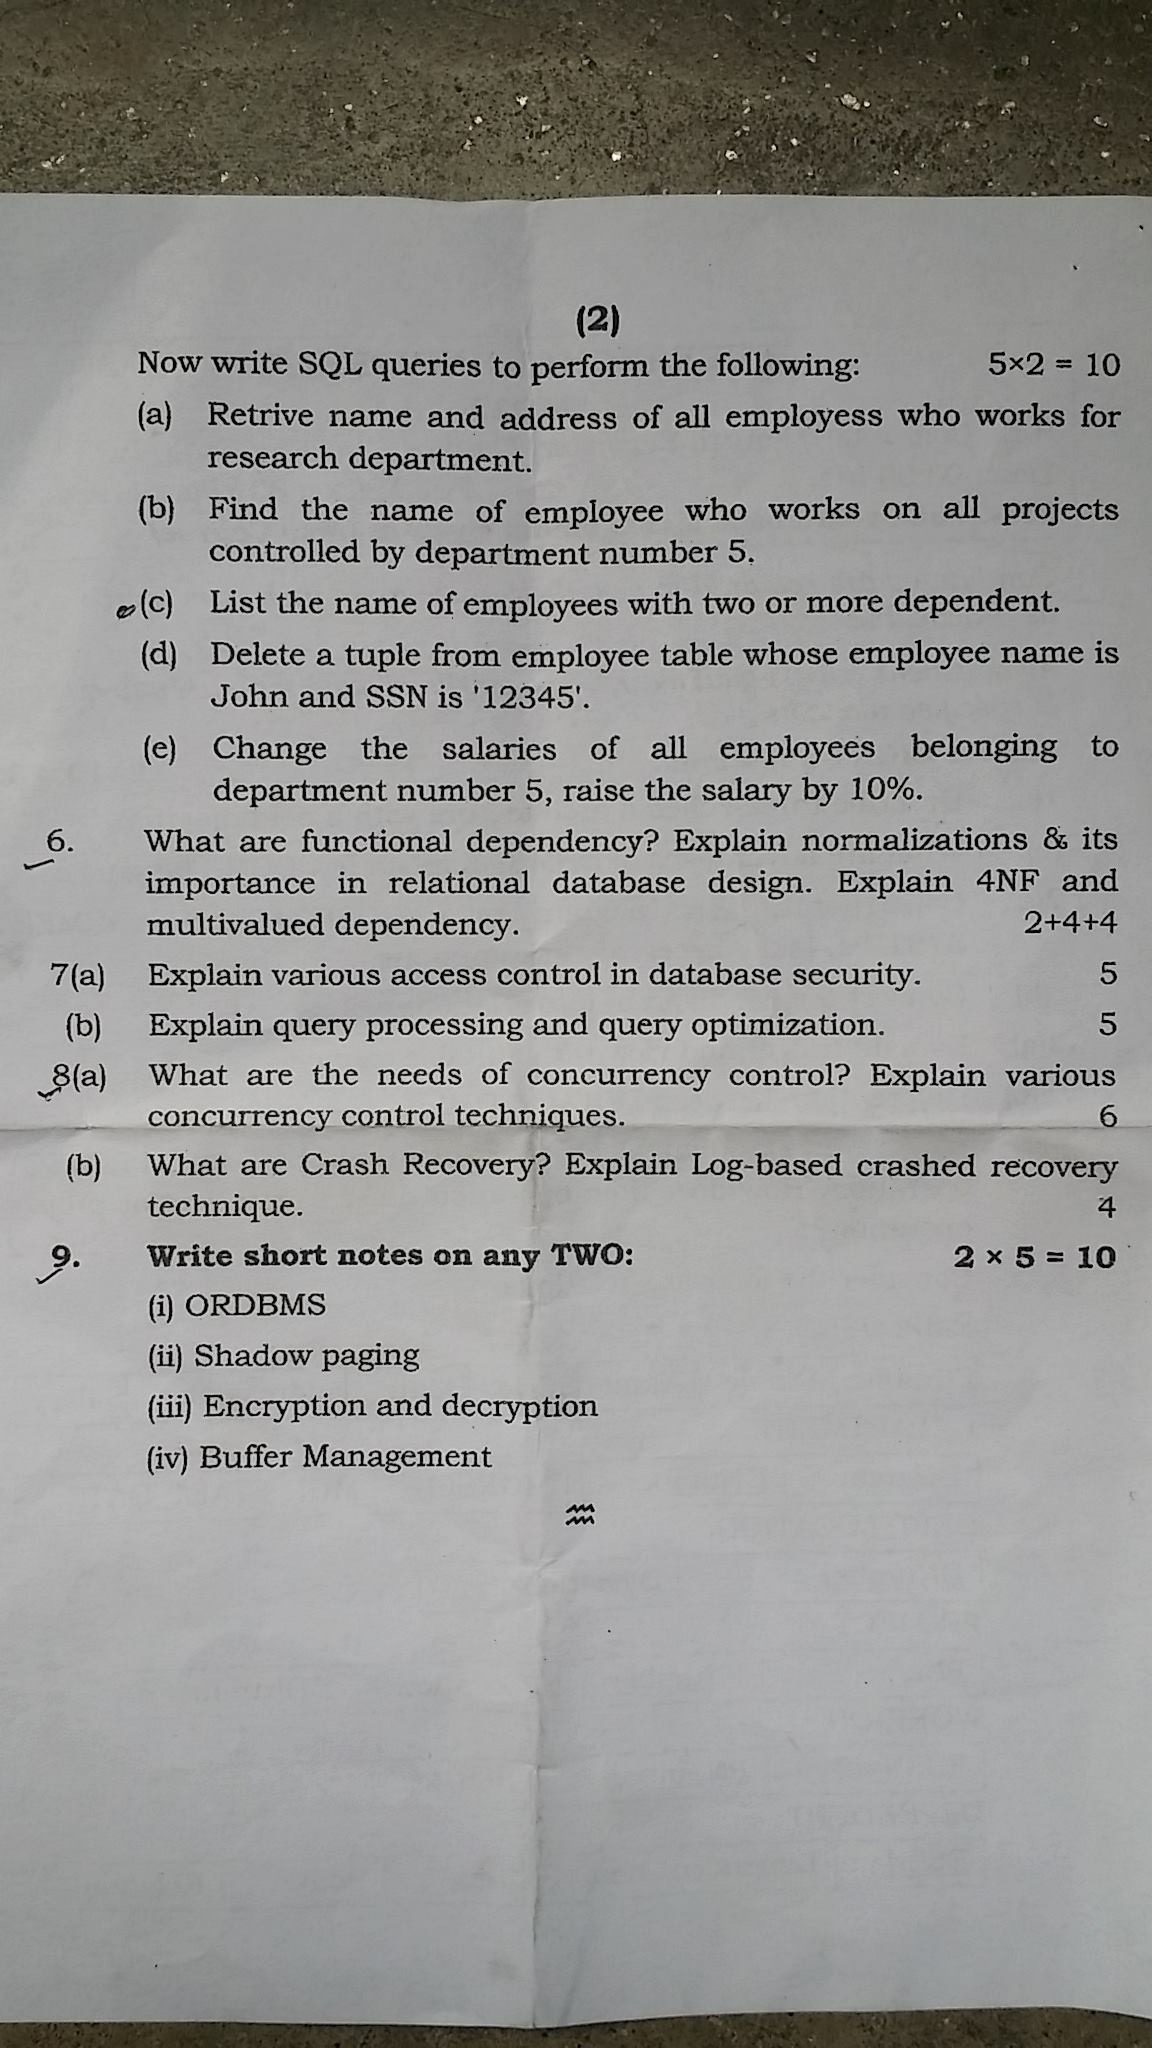 (2)
Now write SQL queries to perform the following: 5×2 = 10
(a) Retrive name and address of all employess who works for
research department.
(b) Find the name of employee who works on all projects
controlled by department number 5.
(c) List the name of employees with two or more dependent.
(d) Delete a tuple from employee table whose employee name is
John and SSN is '12345'.
(e) Change the salaries of all employees belonging to
department number 5, raise the salary by 10%.
6. What are functional dependency? Explain normalizations & its
importance in relational database design. Explain 4NF and
multivalued dependency. 2+4+4
7(a) Explain various access control in database security. 5
(b) Explain query processing and query optimization. 5
8(a) What are the needs of concurrency control? Explain various
concurrency control techniques. 6
(b) What are Crash Recovery? Explain Log-based crashed recovery
technique. 4
9. Write short notes on any TWO: 2 × 5 = 10
(i) ORDBMS
(ii) Shadow paging
(iii) Encryption and decryption
(iv) Buffer Management